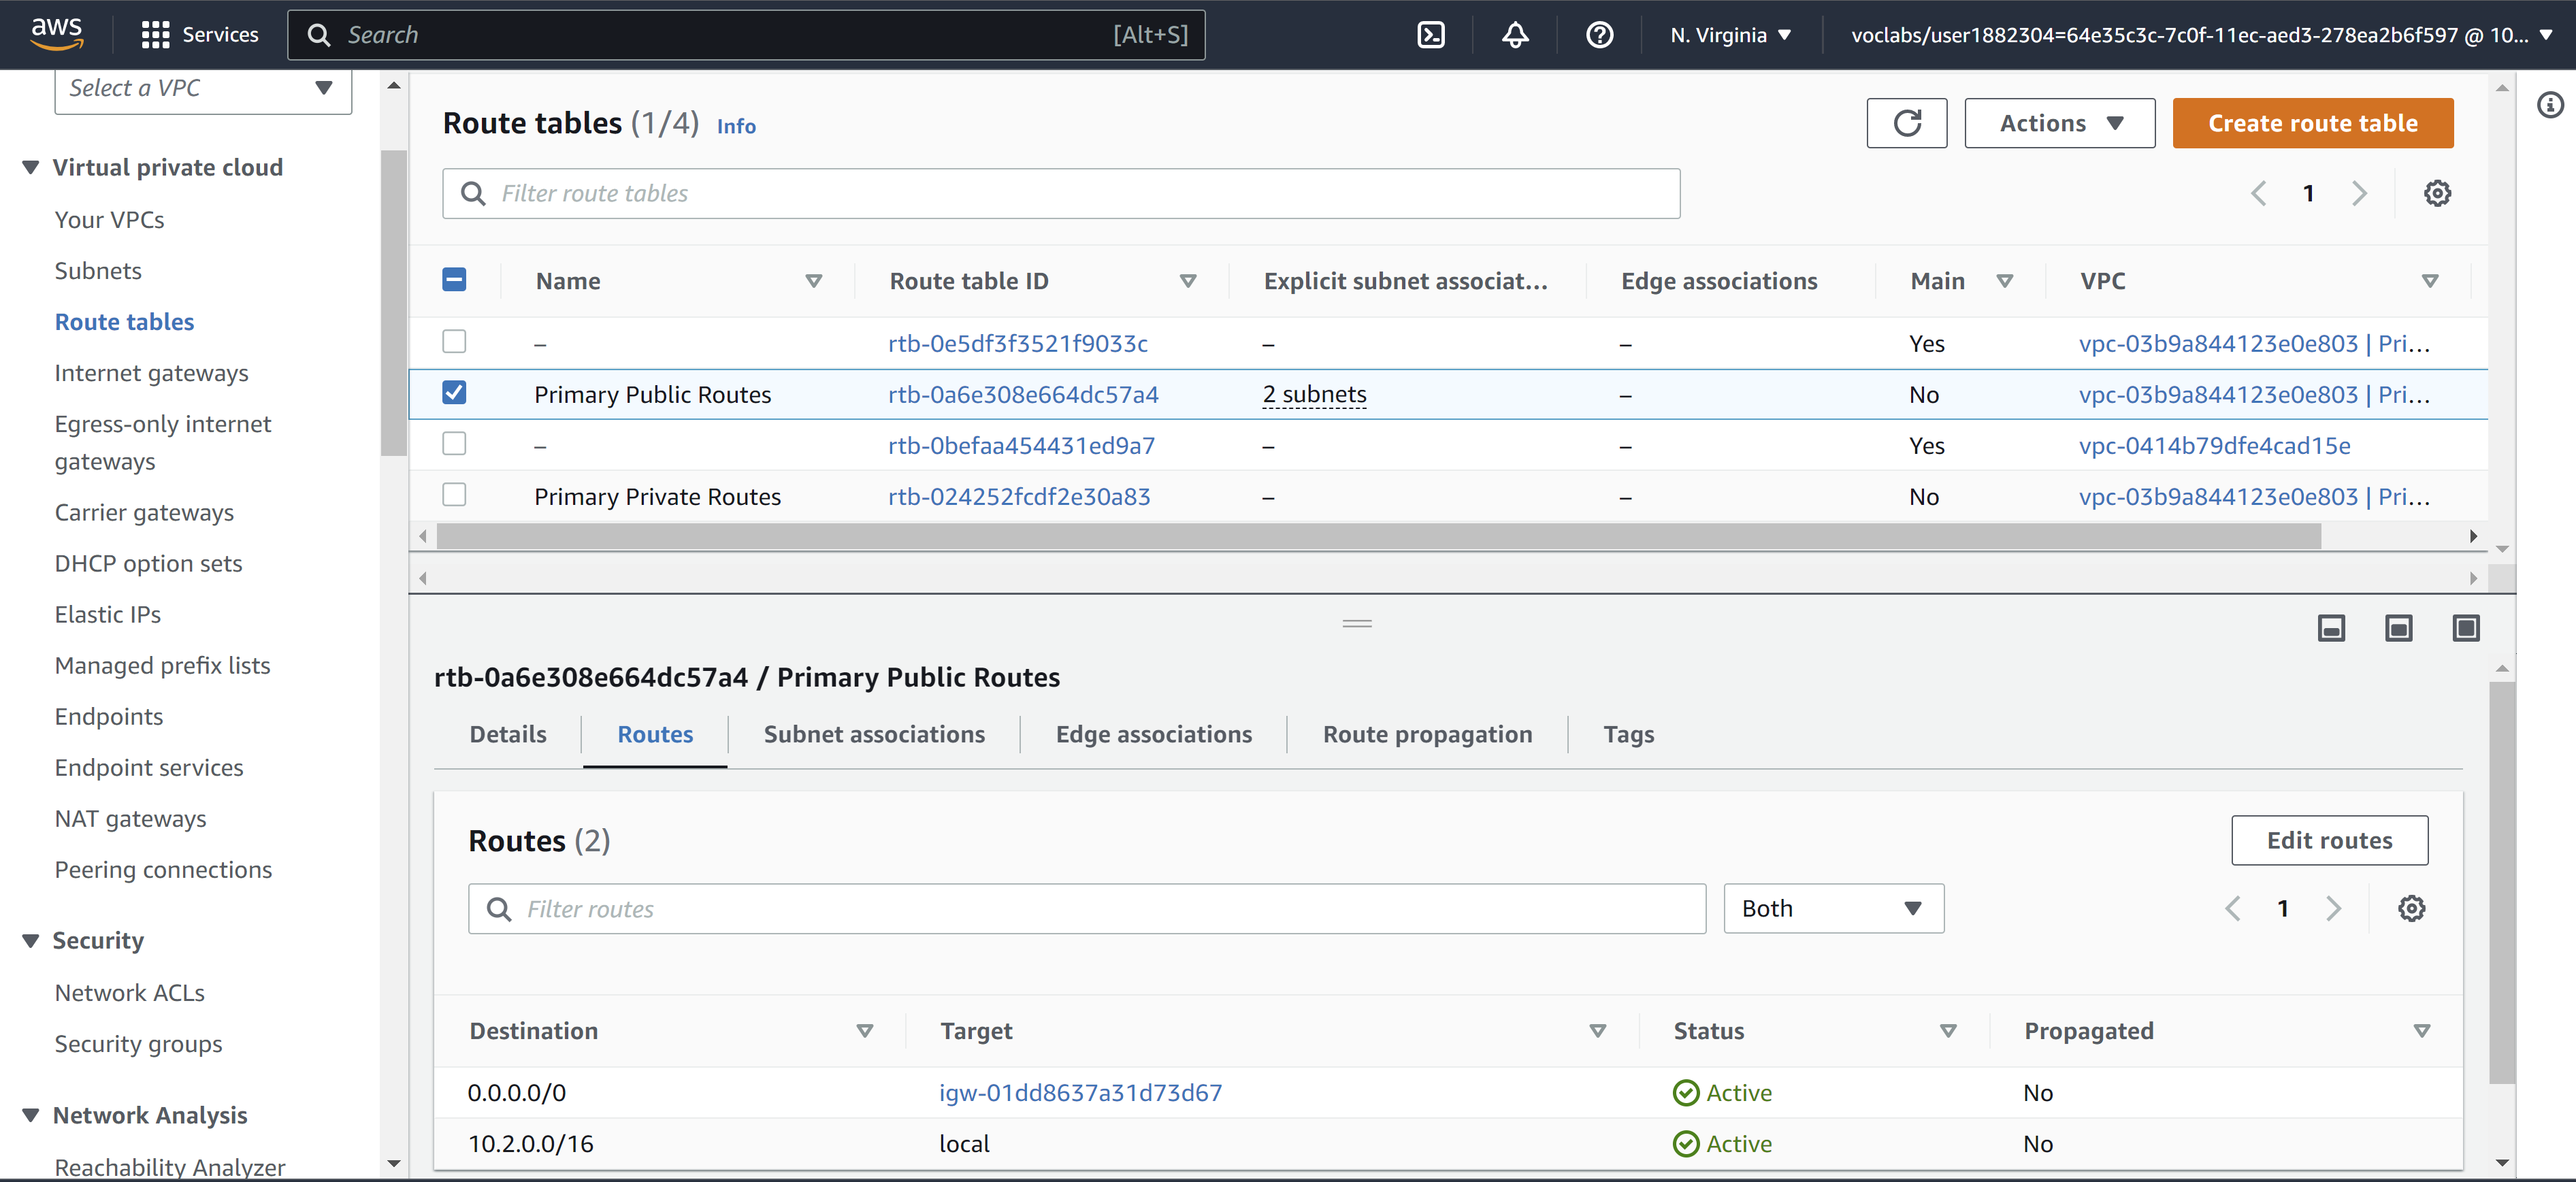 aws
Services
Search
[Alt+S]
N. Virginia
voclabs/user1882304=64e35c3c-7c0f-11ec-aed3-278ea2b6f597 @ 10...
Select a VPC
Virtual private cloud
Your VPCs
Subnets
Route tables
Internet gateways
Egress-only internet
gateways
Carrier gateways
DHCP option sets
Elastic IPs
Managed prefix lists
Endpoints
Endpoint services
NAT gateways
Peering connections
Security
Network ACLs
Security groups
Network Analysis
Reachability Analyzer
Route tables (1/4) Info
Actions
Create route table
Filter route tables
1
Name Route table ID Explicit subnet associat... Edge associations Main VPC
– rtb-0e5df3f3521f9033c – – Yes vpc-03b9a844123e0e803 | Pri...
Primary Public Routes rtb-0a6e308e664dc57a4 2 subnets – No vpc-03b9a844123e0e803 | Pri...
– rtb-0befaa454431ed9a7 – – Yes vpc-0414b79dfe4cad15e
Primary Private Routes rtb-024252fcdf2e30a83 – – No vpc-03b9a844123e0e803 | Pri...
rtb-0a6e308e664dc57a4 / Primary Public Routes
Details Routes Subnet associations Edge associations Route propagation Tags
Routes (2)
Edit routes
Filter routes
Both
1
Destination Target Status Propagated
0.0.0.0/0 igw-01dd8637a31d73d67 Active No
10.2.0.0/16 local Active No